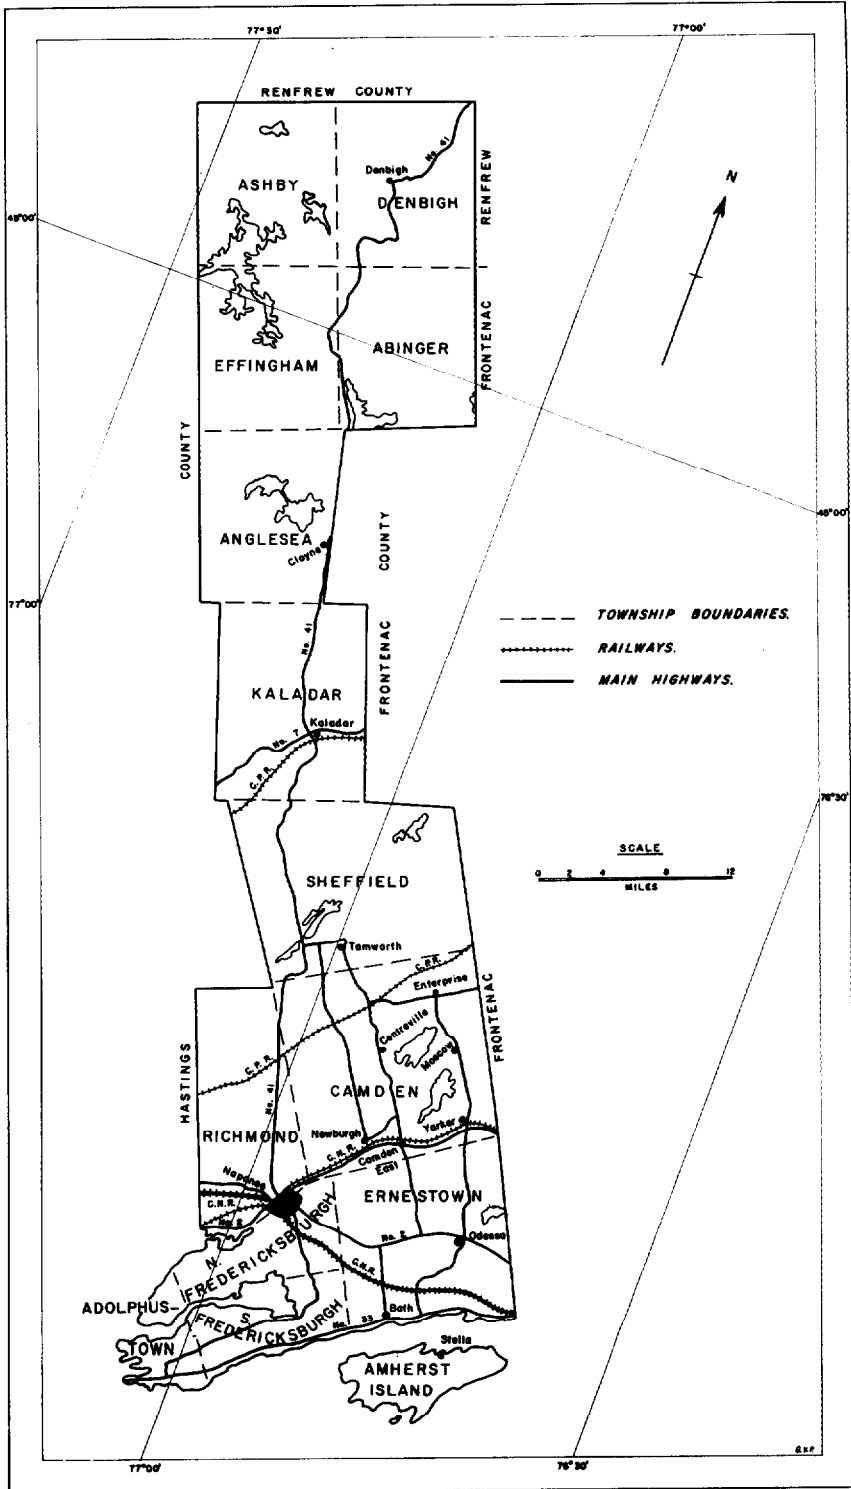 77°30'
77°00'
RENFREW COUNTY
No. 41
Denbigh
ASHBY
DENBIGH
RENFREW
N
45°00'
FRONTENAC
ABINGER
EFFINGHAM
COUNTY
ANGLESEA
Cloyne
COUNTY
45°00'
77°00'
TOWNSHIP BOUNDARIES.
RAILWAYS.
MAIN HIGHWAYS.
No. 41
FRONTENAC
KALADAR
Kaladar
No. 7
C.P.R.
76°30'
SCALE
0 2 4 8 12
MILES
SHEFFIELD
Tamworth
C.P.R.
Enterprise
FRONTENAC
Centreville
Moscow
HASTINGS
C.P.R.
No. 41
CAMDEN
RICHMOND
Newburgh
Yarker
C.N.R.
Camden
East
Napanee
C.N.R.
No. 2
ERNESTOWN
No. 2
Odessa
N.
FREDERICKSBURGH
C.N.R.
ADOLPHUS-
TOWN
S.
FREDERICKSBURGH
No. 33
Bath
Stella
AMHERST
ISLAND
G.K.P.
77°00'
76°30'